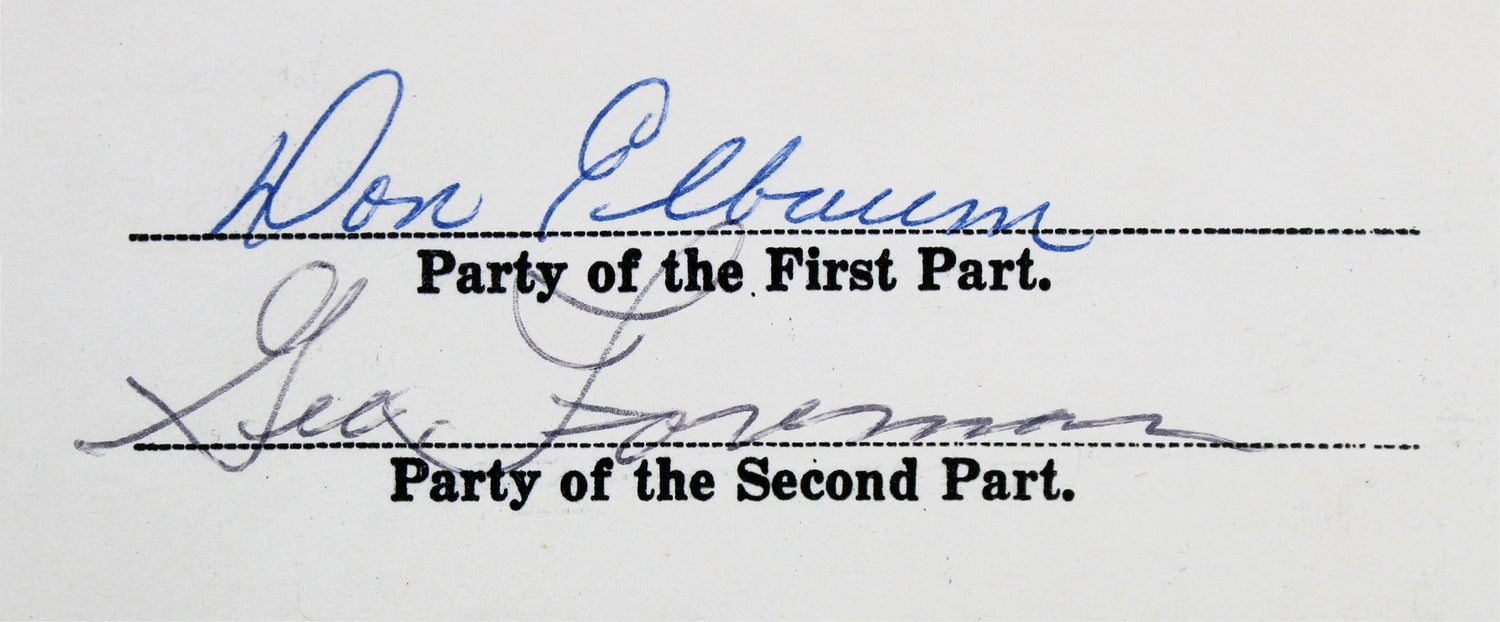 Don Elbaum
Party of the First Part.
Geo. Foreman
Party of the Second Part.